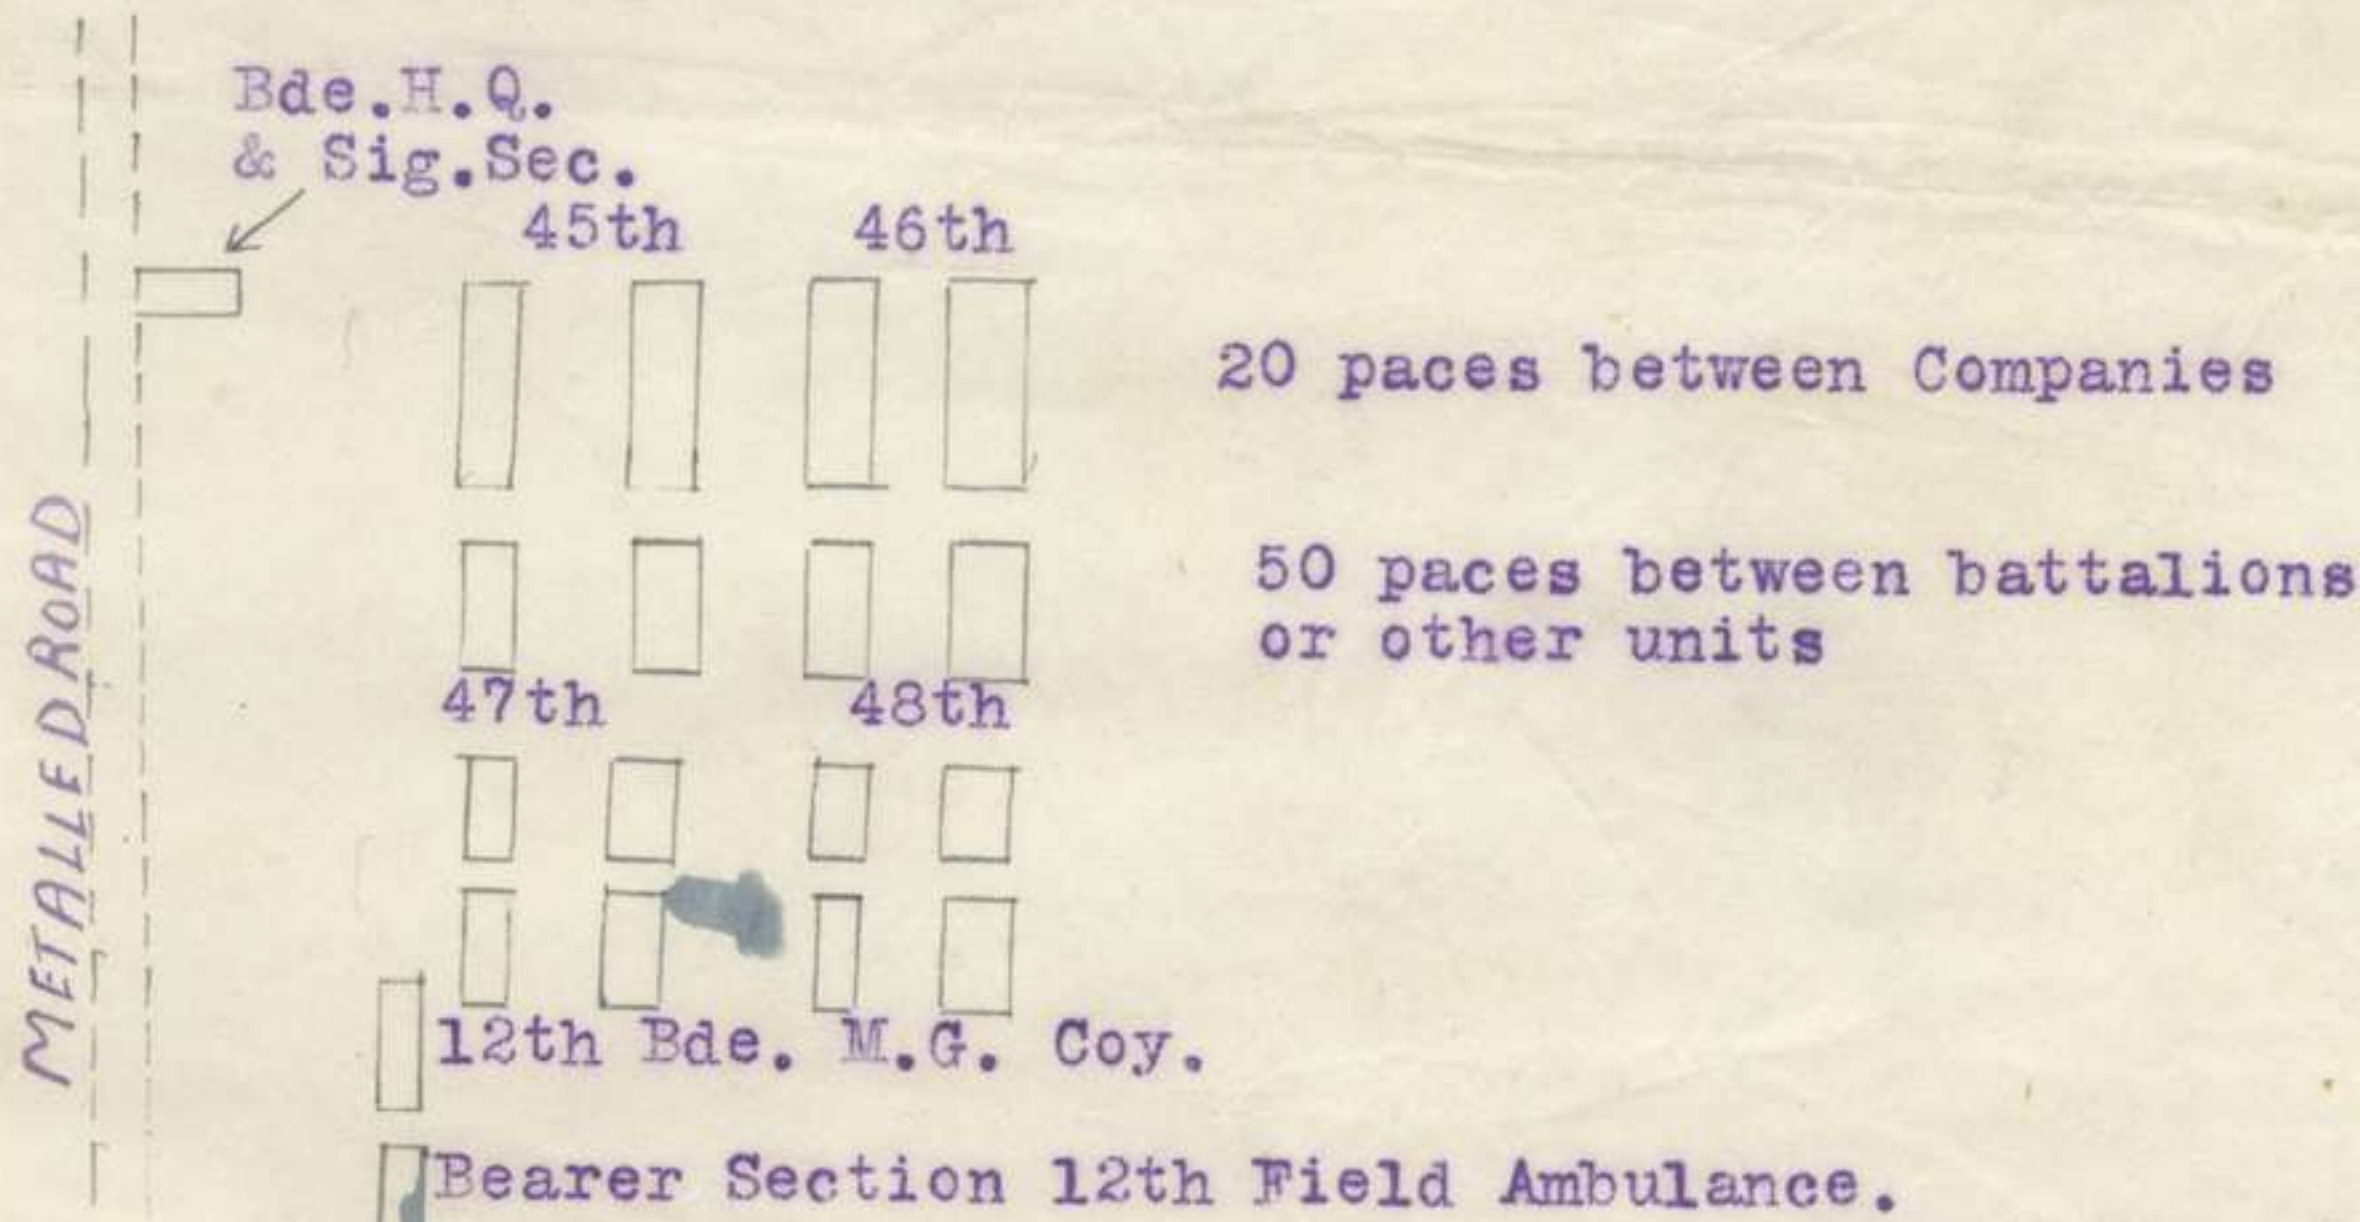 Bde.H.Q.
& Sig.Sec.
45th 46th
20 paces between Companies
50 paces between battalions
or other units
47th 48th
METALLED ROAD
12th Bde. M.G. Coy.
Bearer Section 12th Field Ambulance.